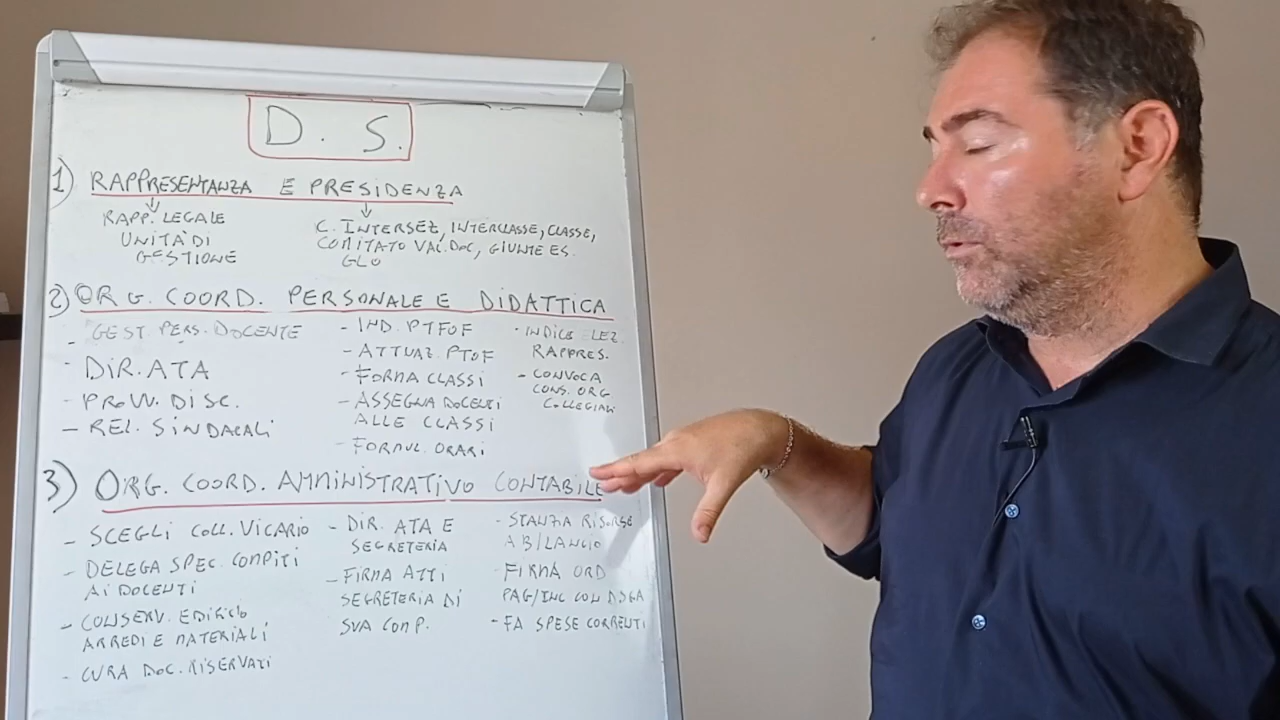 D. S.
1) RAPPRESENTANZA E PRESIDENZA
RAPP. LEGALE
UNITÀ DI
GESTIONE
C. INTERSEZ, INTERCLASSE, CLASSE,
COMITATO VAL. DOC, GIUNTE ES.
GLO
2) ORG. COORD. PERSONALE E DIDATTICA
- GEST. PERS. DOCENTE
- DIR. ATA
- PROVV. DISC.
- REL. SINDACALI
- IND. PTFOF
- ATTUAZ. PTOF
- FORMA CLASSI
- ASSEGNA DOCENTI
ALLE CLASSI
- FORMUL. ORARI
- INDICE ELEZ.
RAPPRES.
- CONVOCA
CONS. ORG
COLLEGIALI
3) ORG. COORD. AMMINISTRATIVO CONTABILE
- SCEGLI COLL. VICARIO
- DELEGA SPEC. COMPITI
AI DOCENTI
- CONSERV. EDIFICIO
ARREDI E MATERIALI
- CURA DOC. RISERVATI
- DIR. ATA E
SEGRETERIA
- FIRMA ATTI
SEGRETERIA DI
SUA COMP.
- STANZIA RISORSE
A BILANCIO
FIRMA ORD
PAG/INC CON DSGA
- FA SPESE CORRENTI